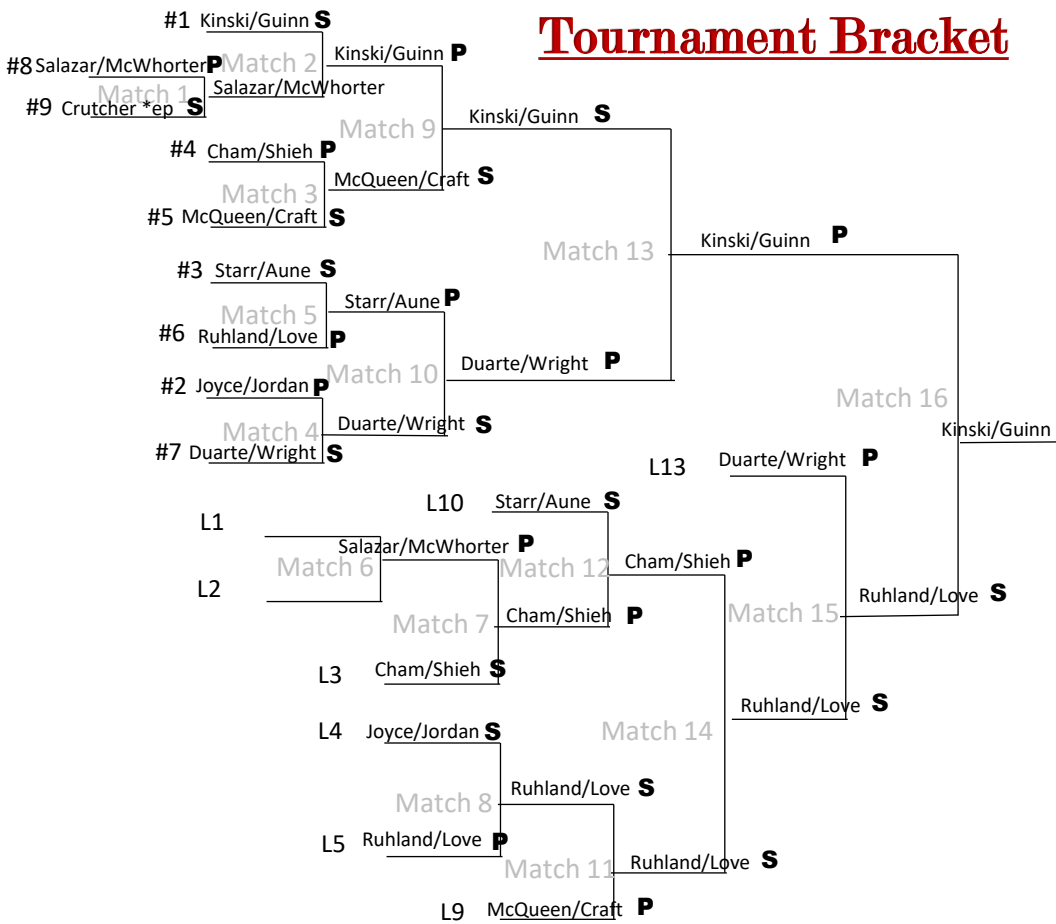 Tournament Bracket
#1 Kinski/Guinn S
Match 2
Kinski/Guinn P
#8 Salazar/McWhorter P
Match 1
Salazar/McWhorter
#9 Crutcher *ep S
Match 9
Kinski/Guinn S
#4 Cham/Shieh P
Match 3
McQueen/Craft S
#5 McQueen/Craft S
Match 13
Kinski/Guinn P
#3 Starr/Aune S
Match 5
Starr/Aune P
#6 Ruhland/Love P
Match 10
Duarte/Wright P
#2 Joyce/Jordan P
Match 4
Duarte/Wright S
#7 Duarte/Wright S
Match 16
Kinski/Guinn
L13 Duarte/Wright P
L10 Starr/Aune S
L1
Match 6
Salazar/McWhorter P
L2
Match 12
Cham/Shieh P
Match 7
Cham/Shieh P
L3 Cham/Shieh S
Match 15
Ruhland/Love S
L4 Joyce/Jordan S
Match 14
Ruhland/Love S
Match 8
Ruhland/Love S
L5 Ruhland/Love P
Match 11
Ruhland/Love S
L9 McQueen/Craft P